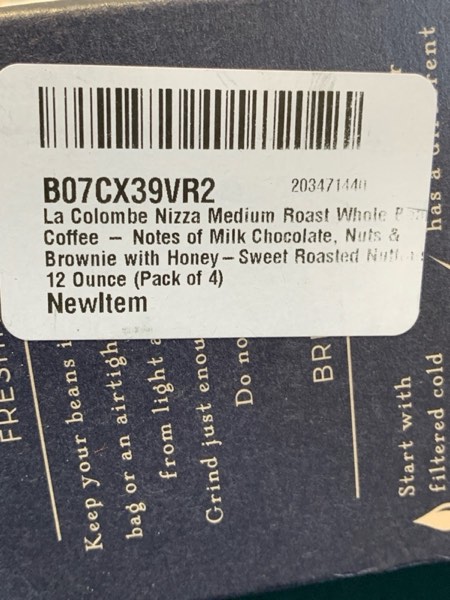 B07CX39VR2
203471440
La Colombe Nizza Medium Roast Whole
Coffee – Notes of Milk Chocolate, Nuts &
Brownie with Honey – Sweet Roasted
12 Ounce (Pack of 4)
NewItem
FRESH
Keep your beans i
bag or an airtigh
from light a
Grind just enou
Do no
BR
Start with
filtered cold
has a different